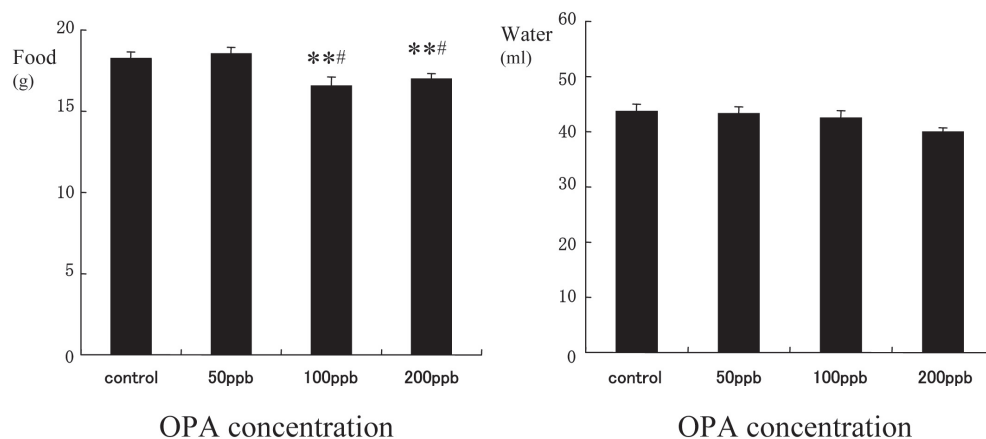 Food
(g)
20
15
10
5
0
**#
**#
control 50ppb 100ppb 200ppb
OPA concentration
Water
(ml)
60
50
40
30
20
10
0
control 50ppb 100ppb 200ppb
OPA concentration